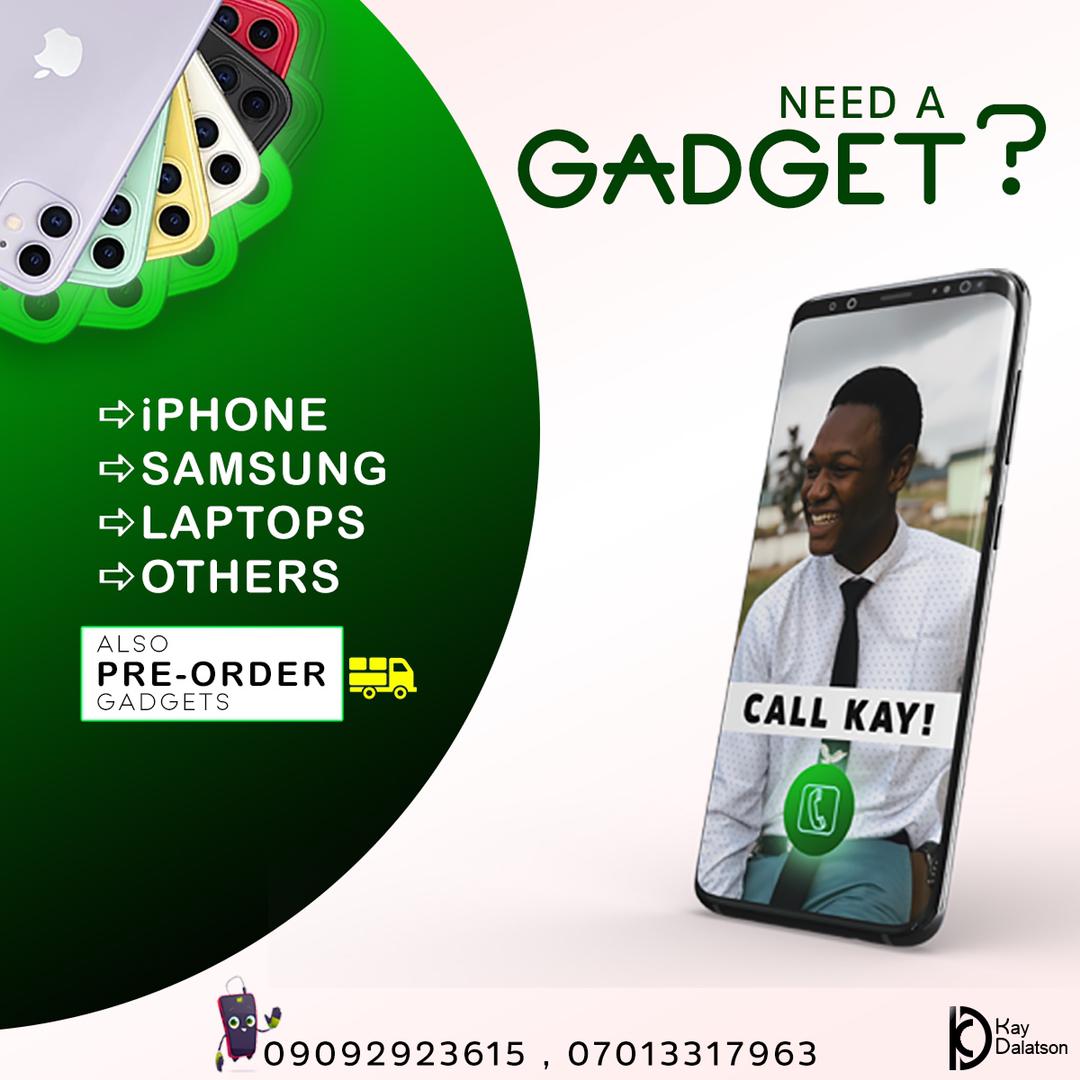 NEED A
GADGET?
iPHONE
SAMSUNG
LAPTOPS
OTHERS
ALSO
PRE-ORDER
GADGETS
CALL KAY!
09092923615 , 07013317963
Kay
Dalatson